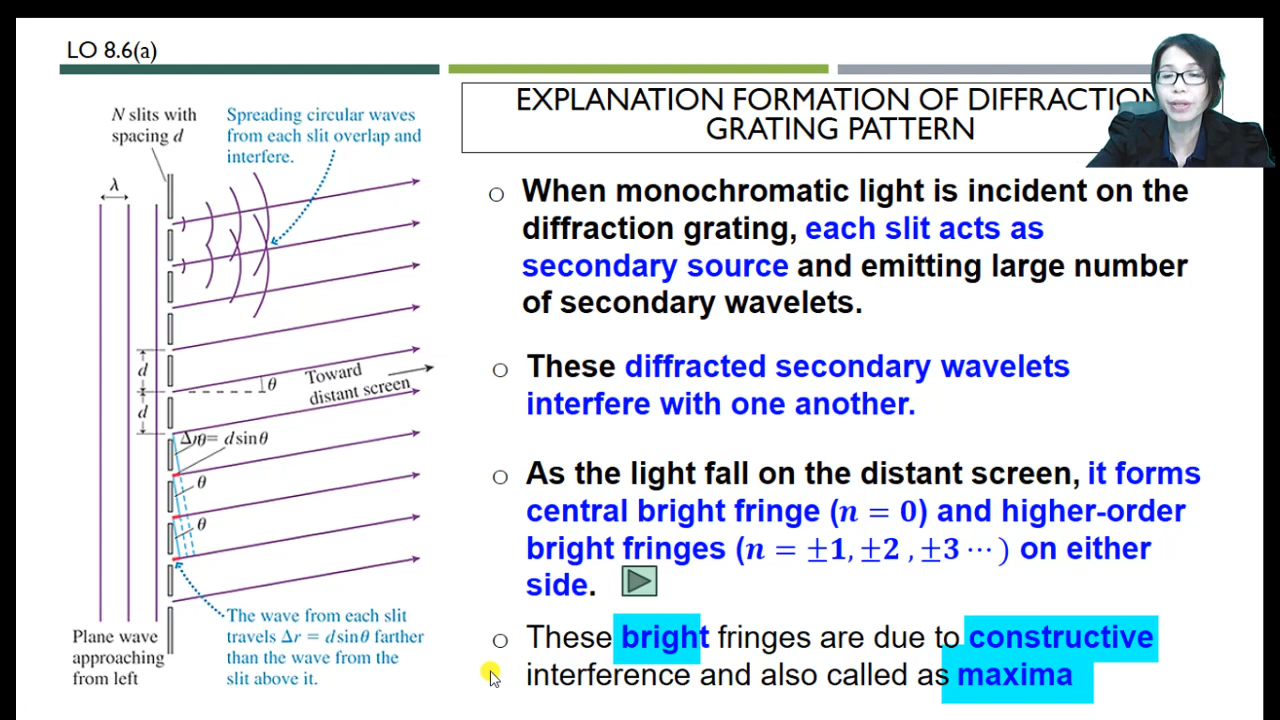 LO 8.6(a)
EXPLANATION FORMATION OF DIFFRACTION
GRATING PATTERN
N slits with
spacing d
Spreading circular waves
from each slit overlap and
interfere.
λ
d
d
θ
Toward
distant screen
Δr = d sin θ
θ
θ
θ
Plane wave
approaching
from left
The wave from each slit
travels Δr = d sin θ farther
than the wave from the
slit above it.
○ When monochromatic light is incident on the
diffraction grating, each slit acts as
secondary source and emitting large number
of secondary wavelets.
○ These diffracted secondary wavelets
interfere with one another.
○ As the light fall on the distant screen, it forms
central bright fringe (n = 0) and higher-order
bright fringes (n = ±1, ±2 , ±3 ⋯ ) on either
side.
○ These bright fringes are due to constructive
interference and also called as maxima